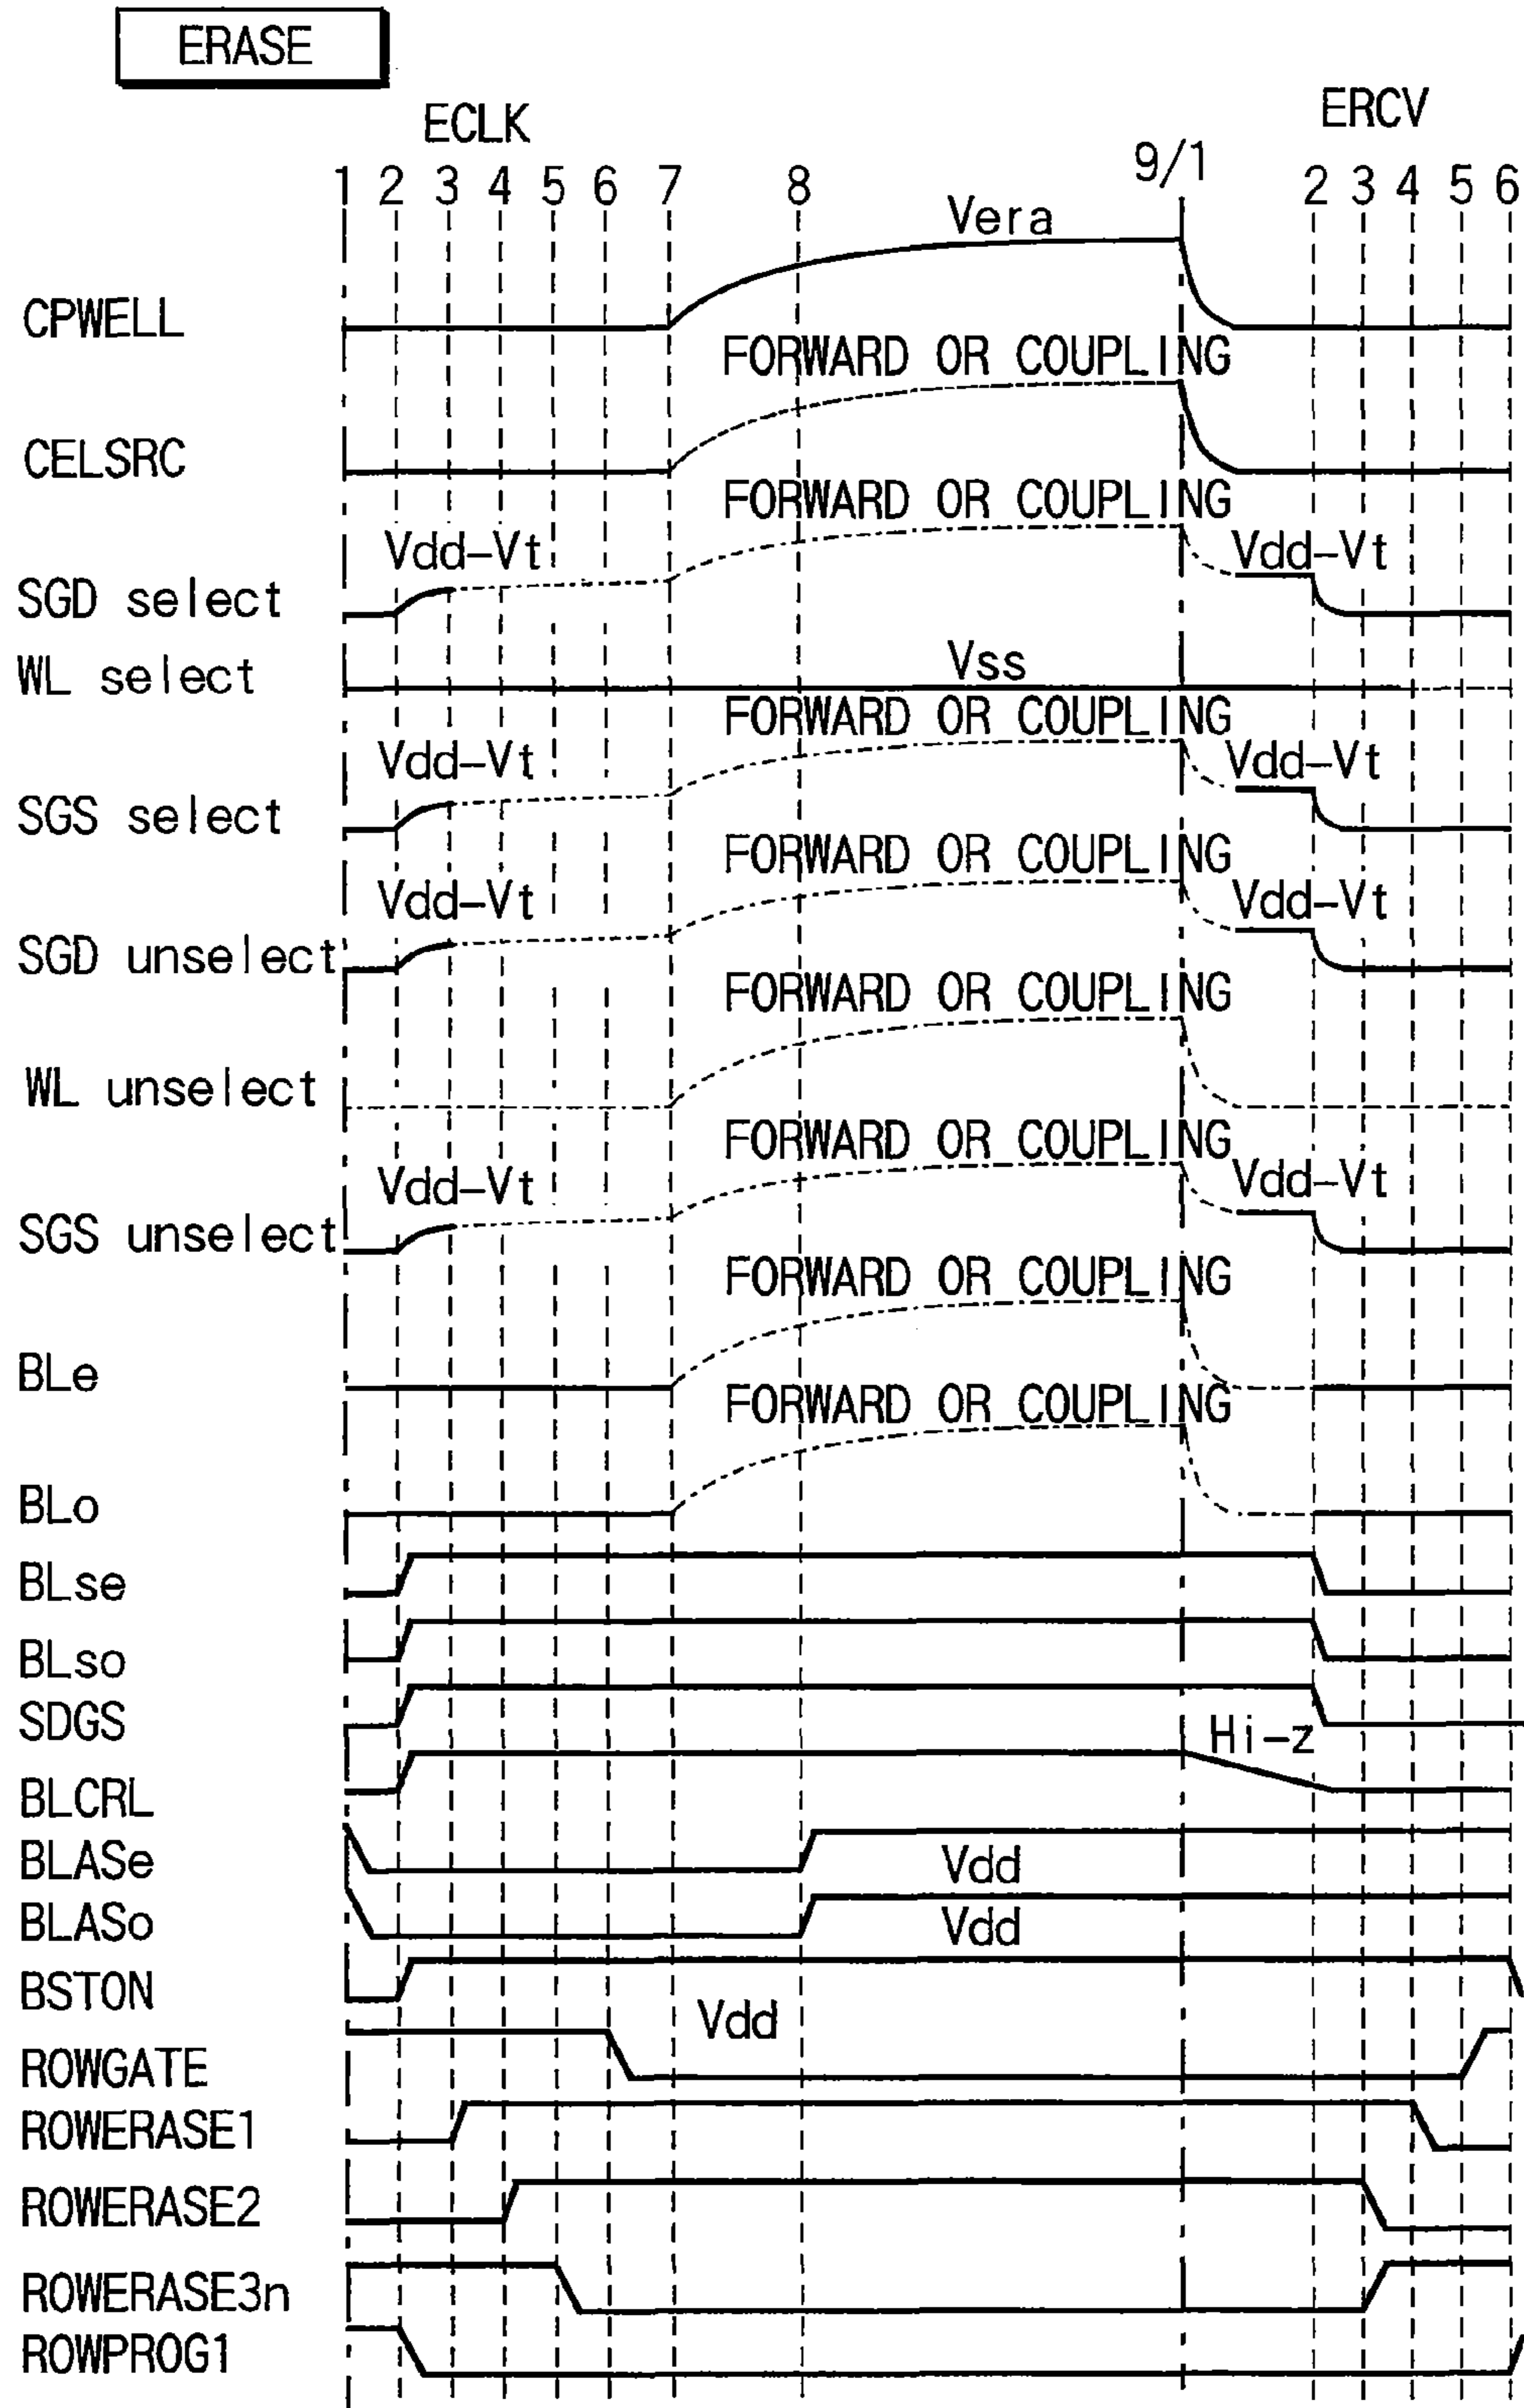 ERASE
ECLK
ERCV
1 2 3 4 5 6 7 8 9/1 2 3 4 5 6
Vera
CPWELL
FORWARD OR COUPLING
CELSRC
FORWARD OR COUPLING
Vdd-Vt
Vdd-Vt
SGD select
WL select
Vss
FORWARD OR COUPLING
Vdd-Vt
Vdd-Vt
SGS select
FORWARD OR COUPLING
Vdd-Vt
Vdd-Vt
SGD unselect
FORWARD OR COUPLING
WL unselect
FORWARD OR COUPLING
Vdd-Vt
Vdd-Vt
SGS unselect
FORWARD OR COUPLING
BLe
FORWARD OR COUPLING
BLo
BLse
BLso
SDGS
Hi-z
BLCRL
BLASe
Vdd
BLASo
Vdd
BSTON
Vdd
ROWGATE
ROWERASE1
ROWERASE2
ROWERASE3n
ROWPROG1